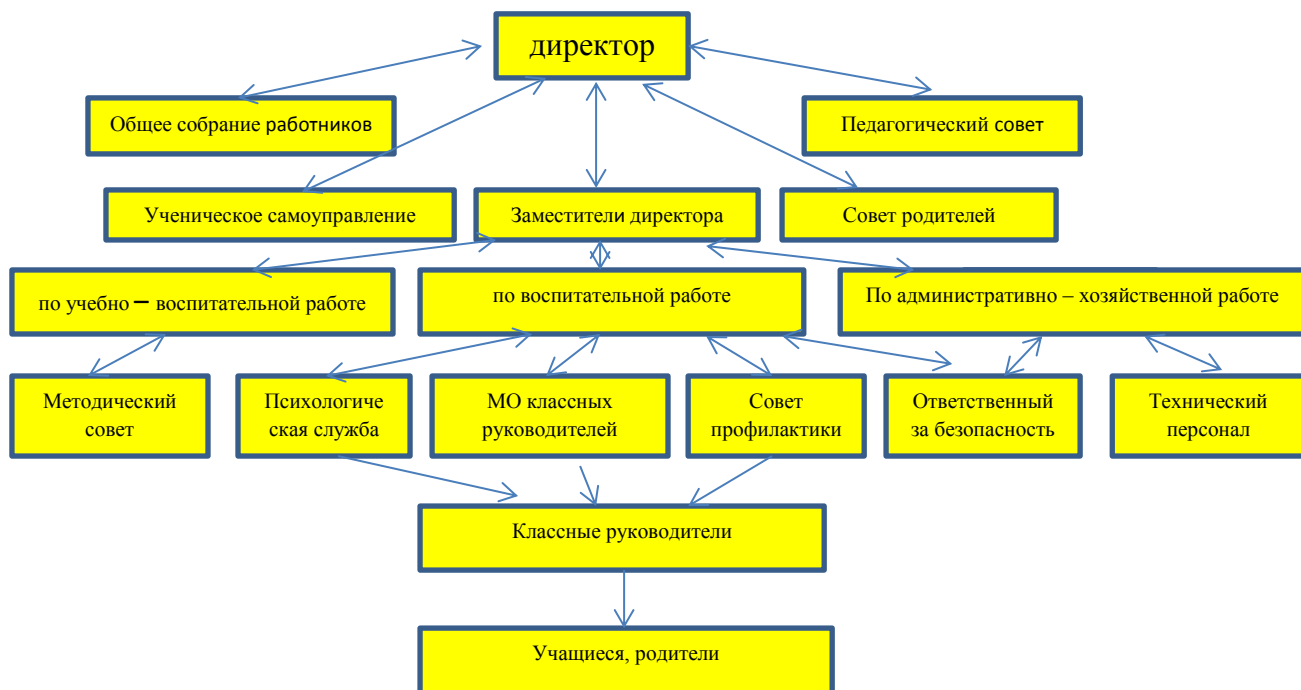 директор
Общее собрание работников
Педагогический совет
Ученическое самоуправление
Заместители директора
Совет родителей
по учебно – воспитательной работе
по воспитательной работе
По административно – хозяйственной работе
Методический
совет
Психологиче
ская служба
МО классных
руководителей
Совет
профилактики
Ответственный
за безопасность
Технический
персонал
Классные руководители
Учащиеся, родители